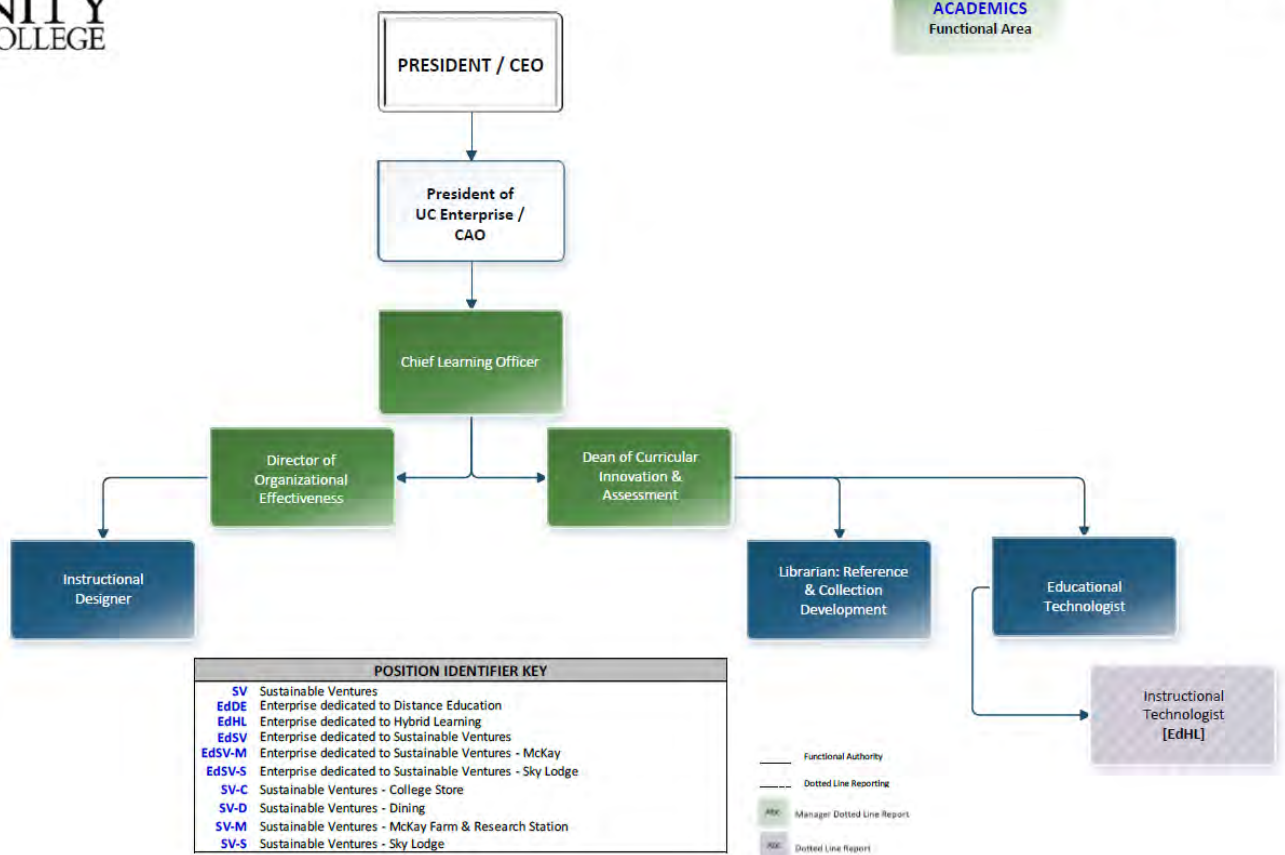 COLLEGE
ACADEMICS
Functional Area
PRESIDENT / CEO
President of
UC Enterprise /
CAO
Chief Learning Officer
Director of
Organizational
Effectiveness
Dean of Curricular
Innovation &
Assessment
Instructional
Designer
Librarian: Reference
& Collection
Development
Educational
Technologist
Instructional
Technologist
[EdHL]
POSITION IDENTIFIER KEY
SV Sustainable Ventures
EdDE Enterprise dedicated to Distance Education
EdHL Enterprise dedicated to Hybrid Learning
EdSV Enterprise dedicated to Sustainable Ventures
EdSV-M Enterprise dedicated to Sustainable Ventures - McKay
EdSV-S Enterprise dedicated to Sustainable Ventures - Sky Lodge
SV-C Sustainable Ventures - College Store
SV-D Sustainable Ventures - Dining
SV-M Sustainable Ventures - McKay Farm & Research Station
SV-S Sustainable Ventures - Sky Lodge
Functional Authority
Dotted Line Reporting
Abc Manager Dotted Line Report
Abc Dotted Line Report